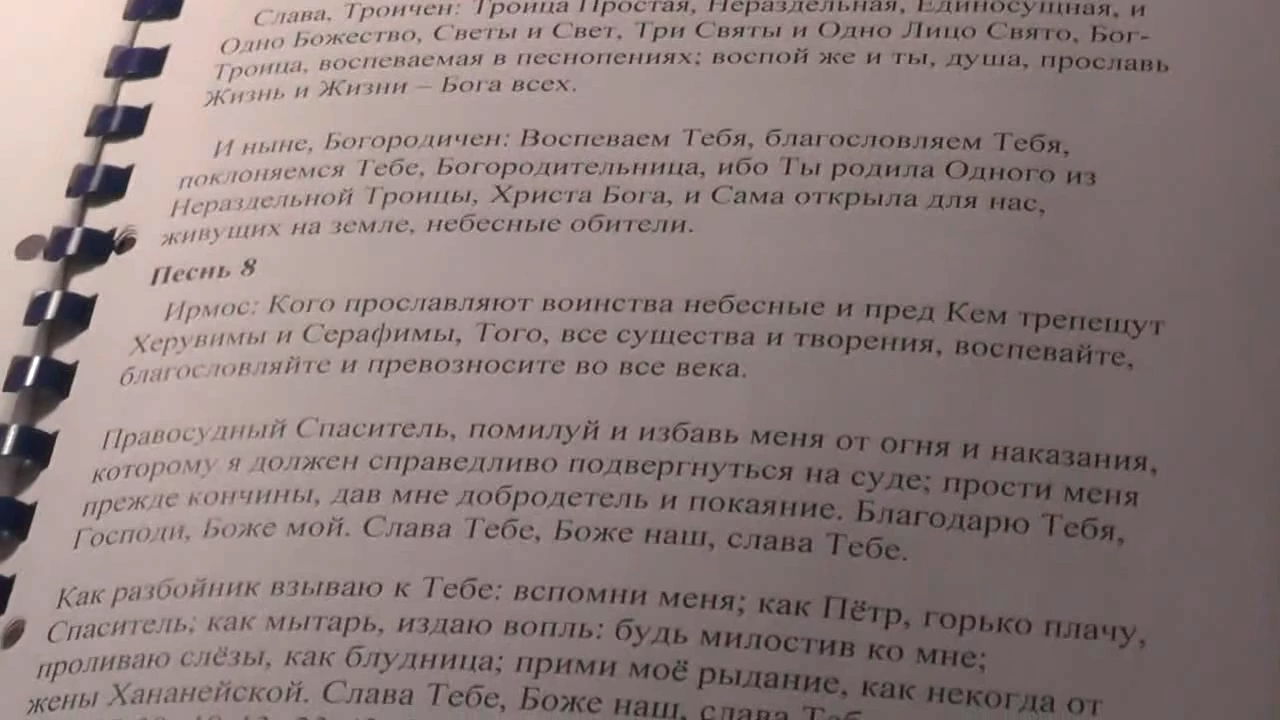 Слава, Троичен: Троица Простая, Нераздельная, Единосущная, и
Одно Божество, Светы и Свет, Три Святы и Одно Лицо Свято, Бог-
Троица, воспеваемая в песнопениях; воспой же и ты, душа, прославь
Жизнь и Жизни – Бога всех.
И ныне, Богородичен: Воспеваем Тебя, благословляем Тебя,
поклоняемся Тебе, Богородительница, ибо Ты родила Одного из
Нераздельной Троицы, Христа Бога, и Сама открыла для нас,
живущих на земле, небесные обители.
Песнь 8
Ирмос: Кого прославляют воинства небесные и пред Кем трепещут
Херувимы и Серафимы, Того, все существа и творения, воспевайте,
благословляйте и превозносите во все века.
Правосудный Спаситель, помилуй и избавь меня от огня и наказания,
которому я должен справедливо подвергнуться на суде; прости меня
прежде кончины, дав мне добродетель и покаяние. Благодарю Тебя,
Господи, Боже мой. Слава Тебе, Боже наш, слава Тебе.
Как разбойник взываю к Тебе: вспомни меня; как Пётр, горько плачу,
Спаситель; как мытарь, издаю вопль: будь милостив ко мне;
проливаю слёзы, как блудница; прими моё рыдание, как некогда от
жены Хананейской. Слава Тебе, Боже наш, слава